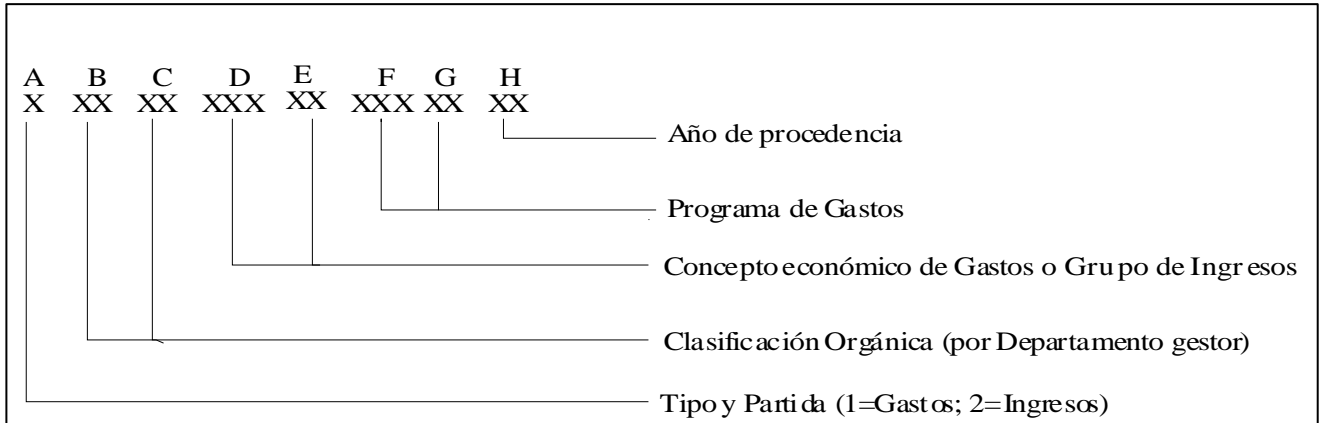 A B C D E F G H
X XX XX XXX XX XXX XX XX
Año de procedencia
Programa de Gastos
Concepto económico de Gastos o Grupo de Ingresos
Clasificación Orgánica (por Departamento gestor)
Tipo y Partida (1=Gastos; 2=Ingresos)